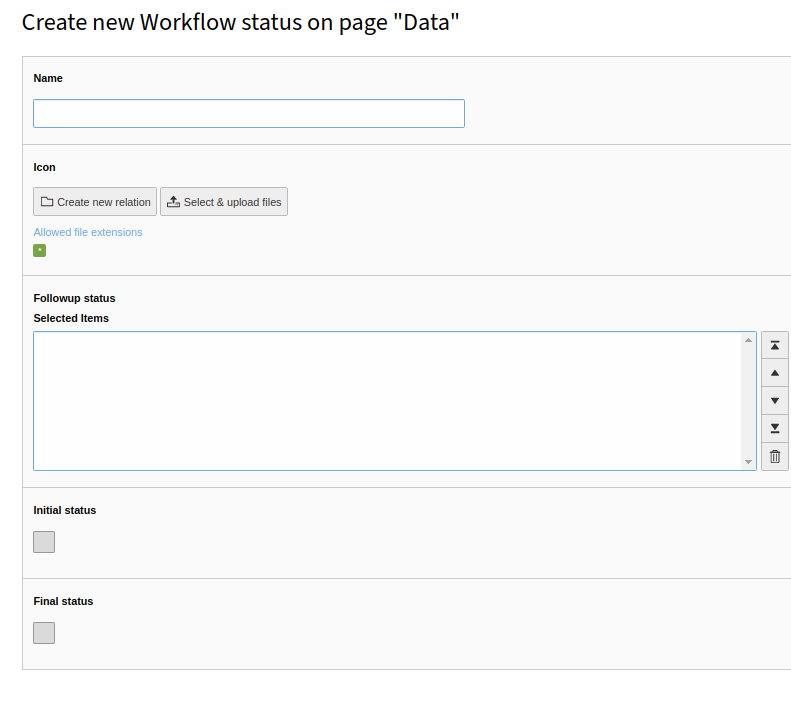 Create new Workflow status on page "Data"
Name
Icon
Create new relation Select & upload files
Allowed file extensions
*
Followup status
Selected Items
Initial status
Final status